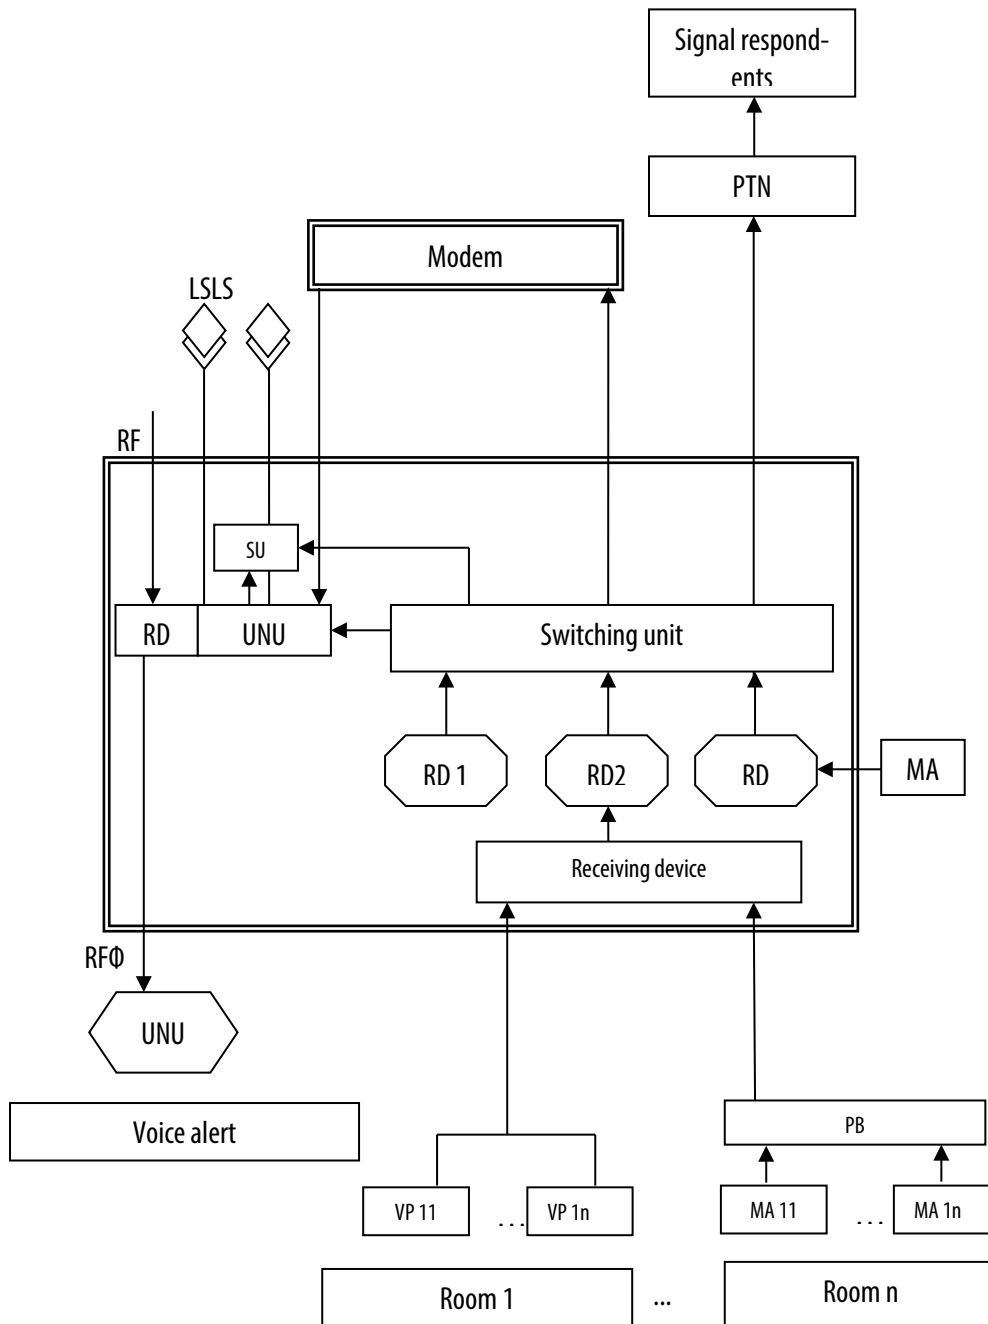 Signal respond-
ents
PTN
Modem
LSLS
RF
SU
RD
UNU
Switching unit
RD 1
RD2
RD
MA
Receiving device
RFΦ
UNU
Voice alert
PB
VP 11
...
VP 1n
MA 11
...
MA 1n
Room 1
...
Room n